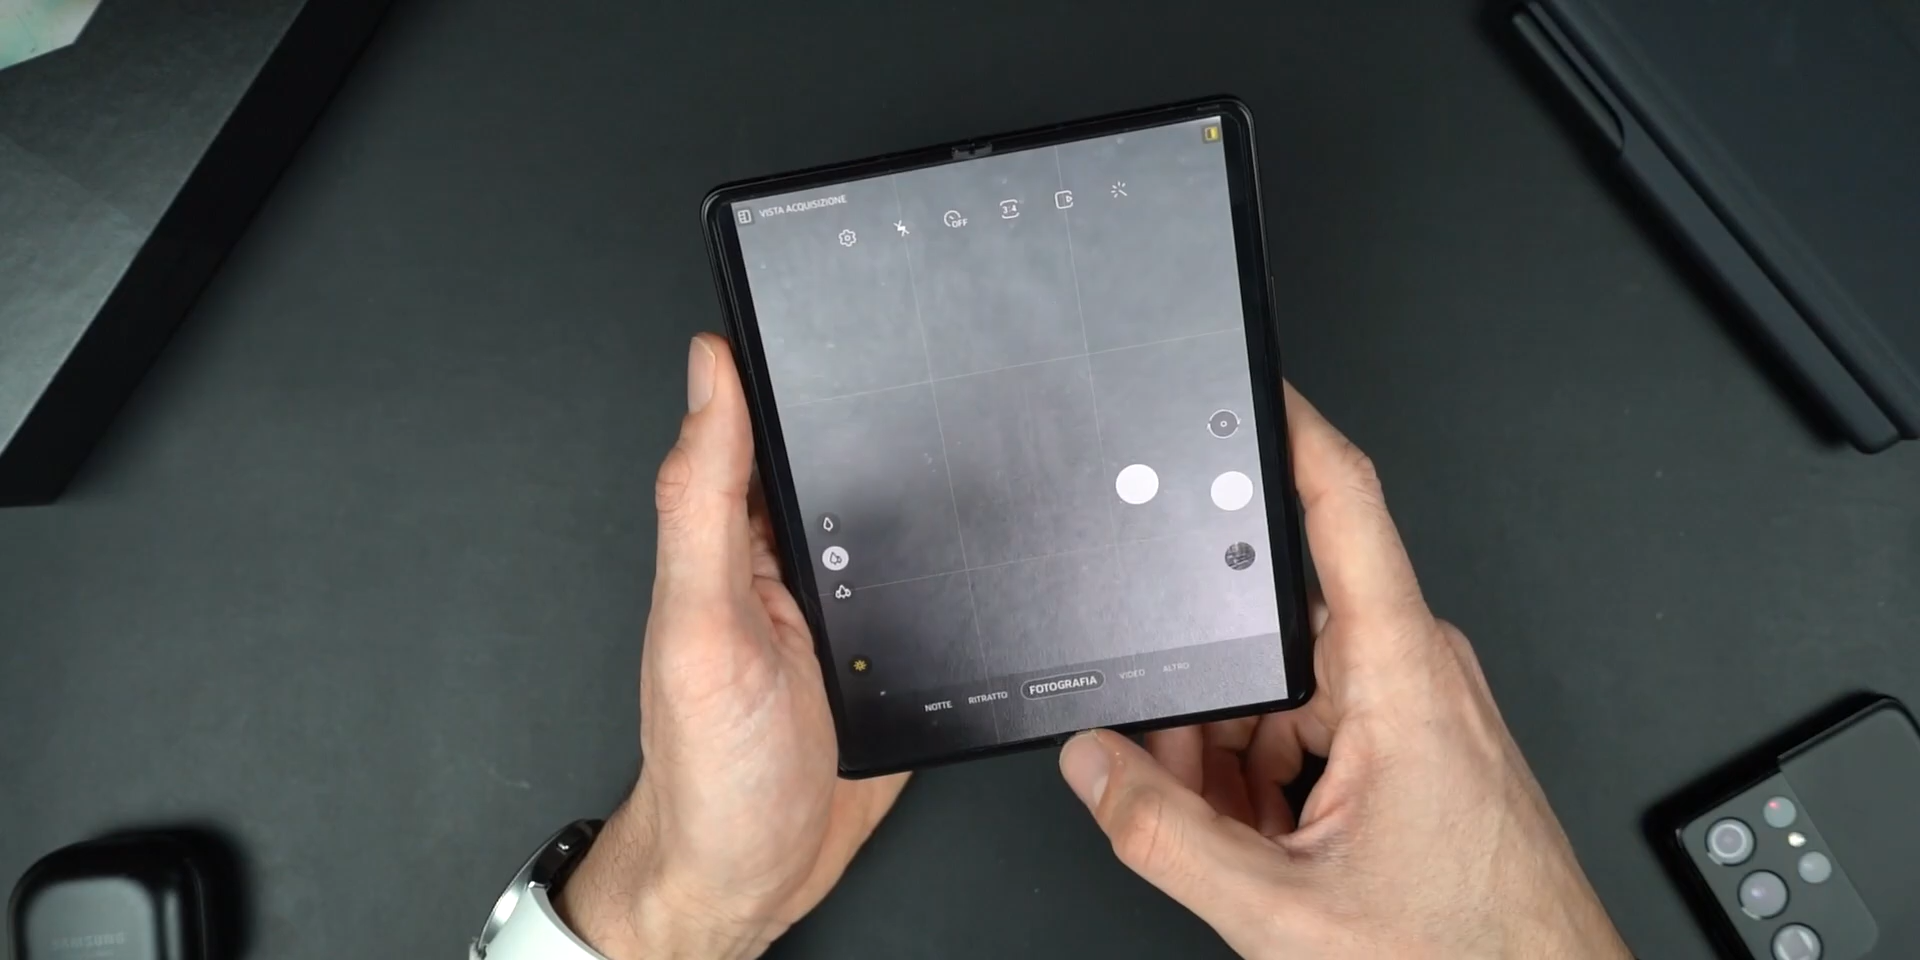 VISTA ACQUISIZIONE
OFF
3:4
NOTTE RITRATTO FOTOGRAFIA VIDEO ALTRO
SAMSUNG